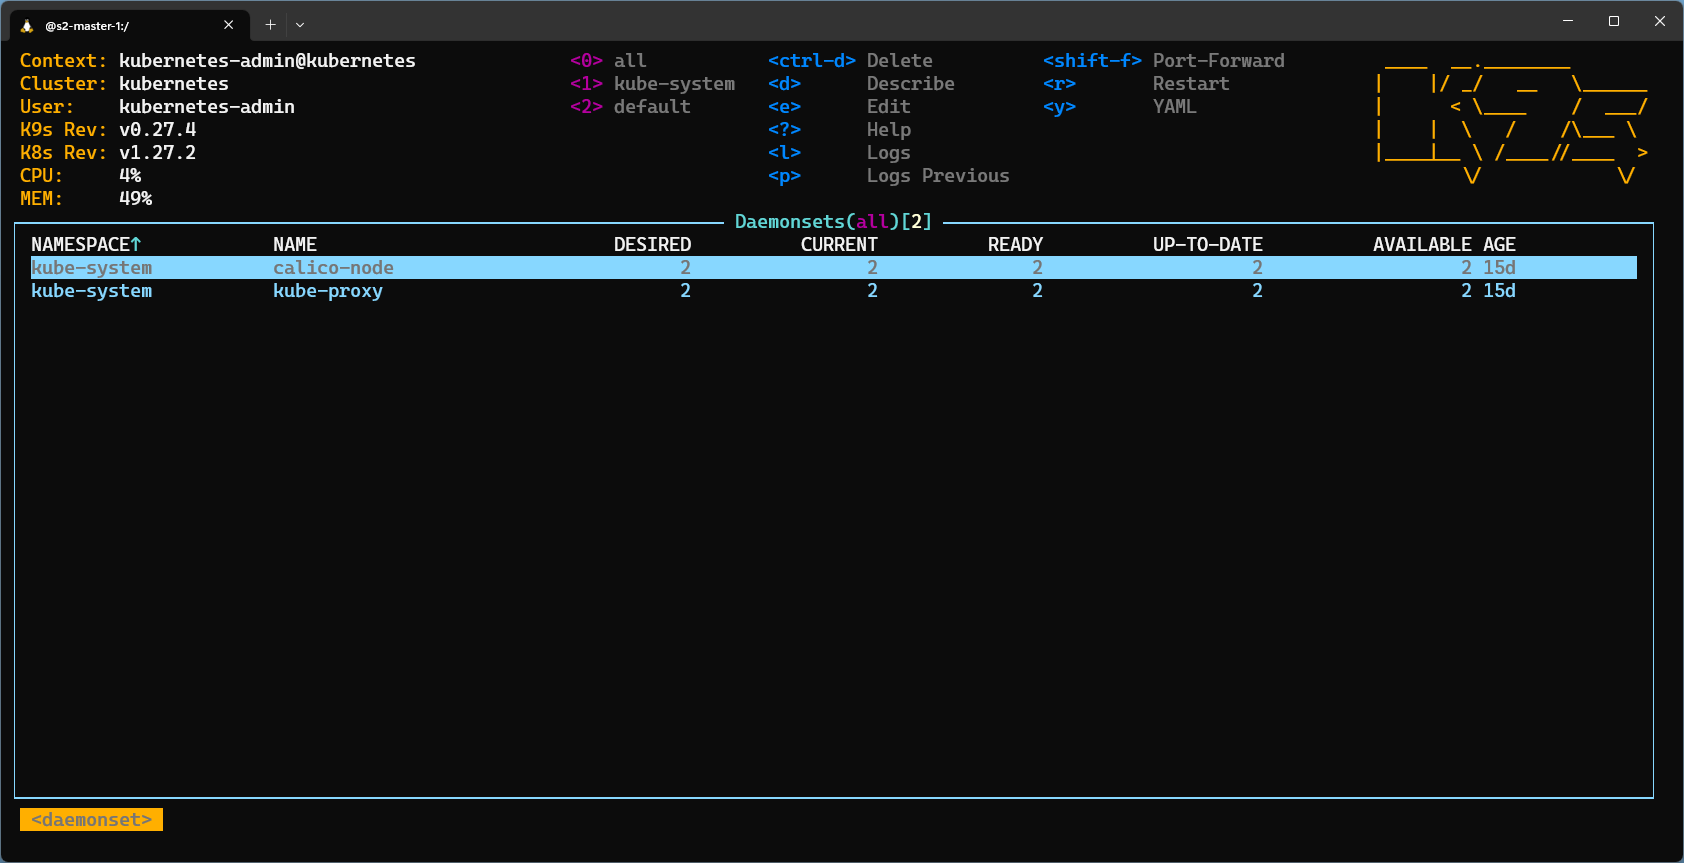 @s2-master-1:/
Context: kubernetes-admin@kubernetes <0> all <ctrl-d> Delete <shift-f> Port-Forward
Cluster: kubernetes <1> kube-system <d> Describe <r> Restart
User: kubernetes-admin <2> default <e> Edit <y> YAML
K9s Rev: v0.27.4 <?> Help
K8s Rev: v1.27.2 <l> Logs
CPU: 4% <p> Logs Previous
MEM: 49%
Daemonsets(all)[2]
NAMESPACE↑ NAME DESIRED CURRENT READY UP-TO-DATE AVAILABLE AGE
kube-system calico-node 2 2 2 2 2 15d
kube-system kube-proxy 2 2 2 2 2 15d
<daemonset>